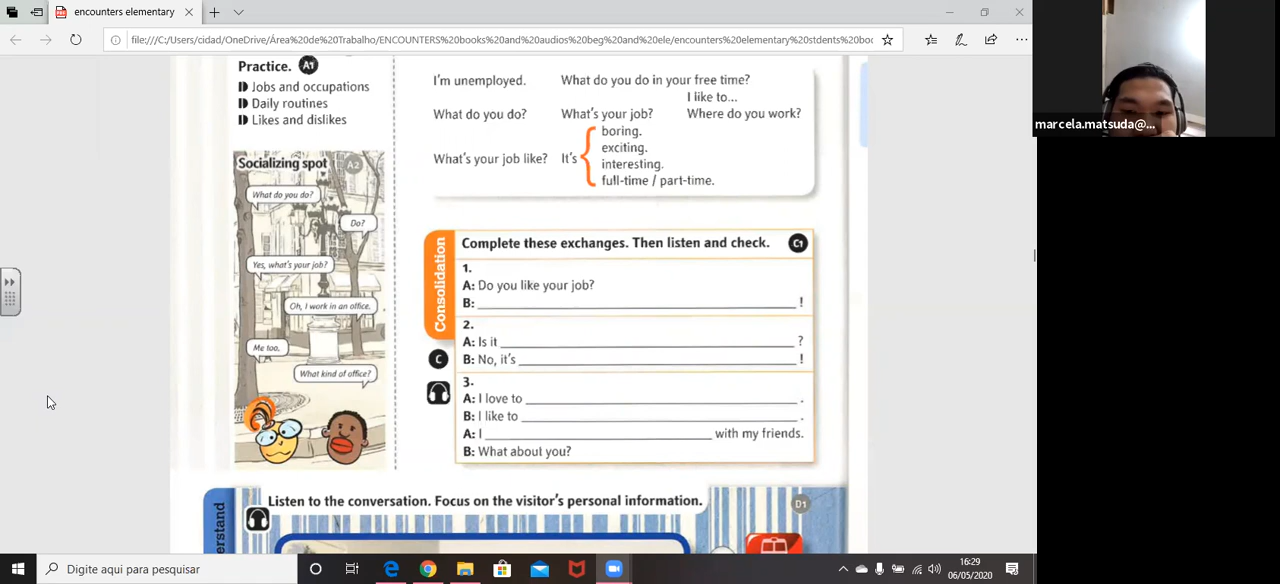 encounters elementary
file:///C:/Users/cidad/OneDrive/Área%20de%20Trabalho/ENCOUNTERS%20books%20and%20audios%20beg%20and%20ele/encounters%20elementary%20stdents%20boc
marcela.matsuda@...
Practice. A1
Jobs and occupations
Daily routines
Likes and dislikes
I'm unemployed. What do you do in your free time?
I like to...
What do you do? What's your job? Where do you work?
boring.
exciting.
What's your job like? It's
interesting.
full-time / part-time.
Socializing spot A2
What do you do?
Do?
Yes, what's your job?
Oh, I work in an office.
Me too.
What kind of office?
Consolidation
Complete these exchanges. Then listen and check. C1
1.
A: Do you like your job?
B: !
2.
A: Is it ?
C
B: No, it's !
3.
A: I love to .
B: I like to .
A: I with my friends.
B: What about you?
erstand
Listen to the conversation. Focus on the visitor's personal information. D1
Digite aqui para pesquisar
16:29
06/05/2020